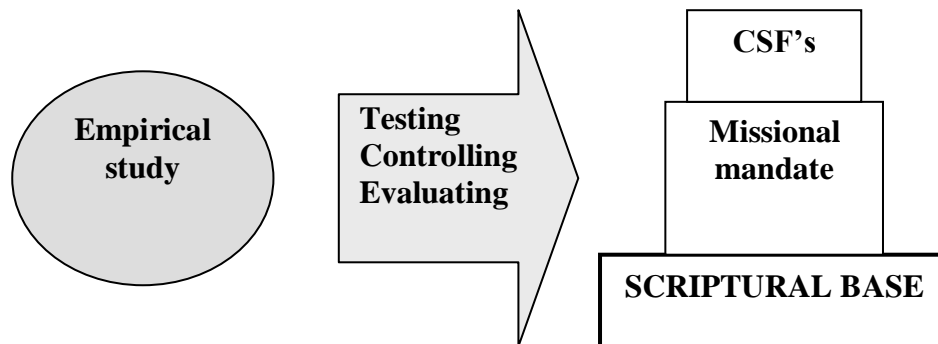 Empirical
study
Testing
Controlling
Evaluating
CSF’s
Missional
mandate
SCRIPTURAL BASE